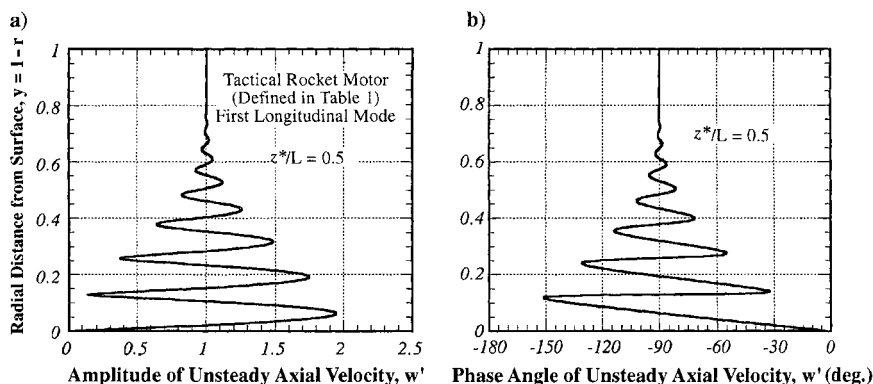 a)
Radial Distance from Surface, y = 1 - r
1
0.8
0.6
0.4
0.2
0
Tactical Rocket Motor
(Defined in Table 1)
First Longitudinal Mode
z*/L = 0.5
0 0.5 1 1.5 2 2.5
Amplitude of Unsteady Axial Velocity, w'
b)
1
0.8
0.6
0.4
0.2
0
z*/L = 0.5
-180 -150 -120 -90 -60 -30 0
Phase Angle of Unsteady Axial Velocity, w' (deg.)